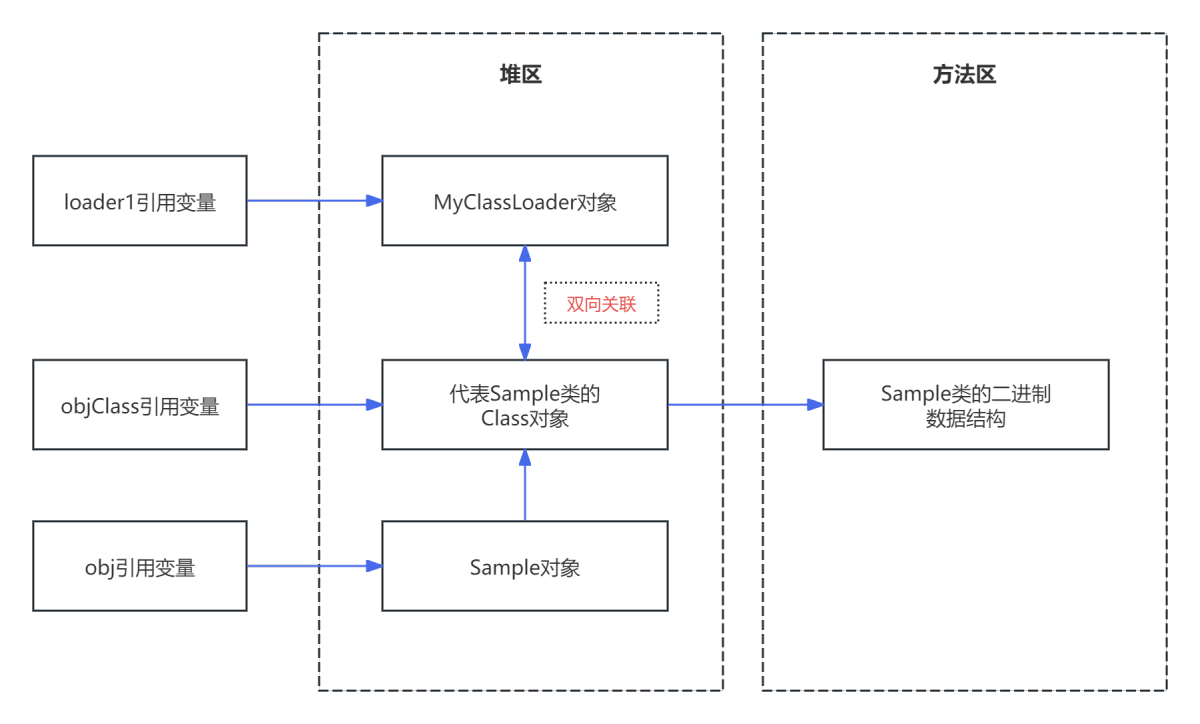 堆区
方法区
loader1引用变量
MyClassLoader对象
双向关联
objClass引用变量
代表Sample类的
Class对象
Sample类的二进制
数据结构
obj引用变量
Sample对象